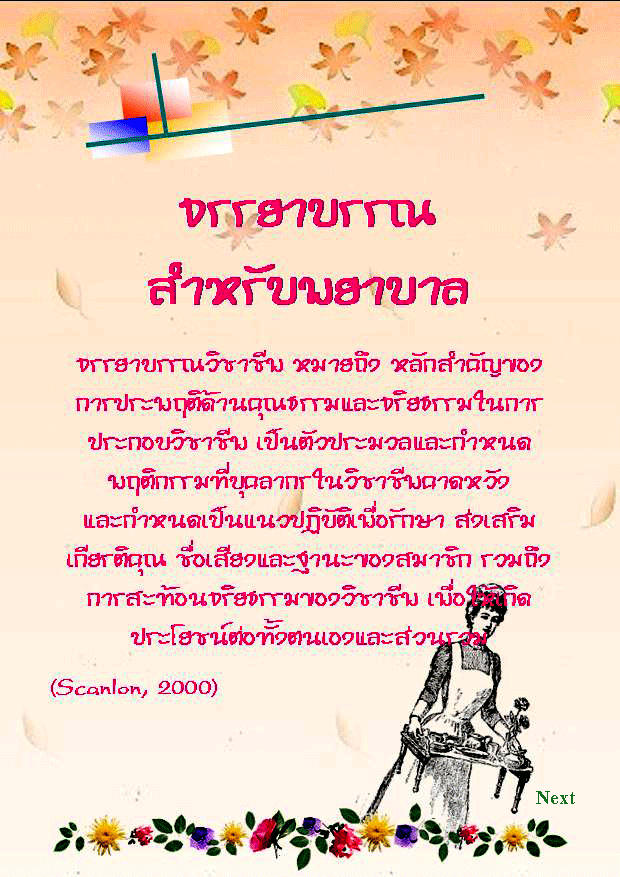 จรรยาบรรณ
สำหรับพยาบาล
จรรยาบรรณวิชาชีพ หมายถึง หลักสำคัญของ
การประพฤติด้านคุณธรรมและจริยธรรมในการ
ประกอบวิชาชีพ เป็นตัวประมวลและกำหนด
พฤติกรรมที่บุคลากรในวิชาชีพคาดหวัง
และกำหนดเป็นแนวปฏิบัติเพื่อรักษา ส่งเสริม
เกียรติคุณ ชื่อเสียงและฐานะของสมาชิก รวมถึง
การสะท้อนจริยธรรมของวิชาชีพ เพื่อให้เกิด
ประโยชน์ต่อทั้งตนเองและส่วนรวม
(Scanlon, 2000)
Next